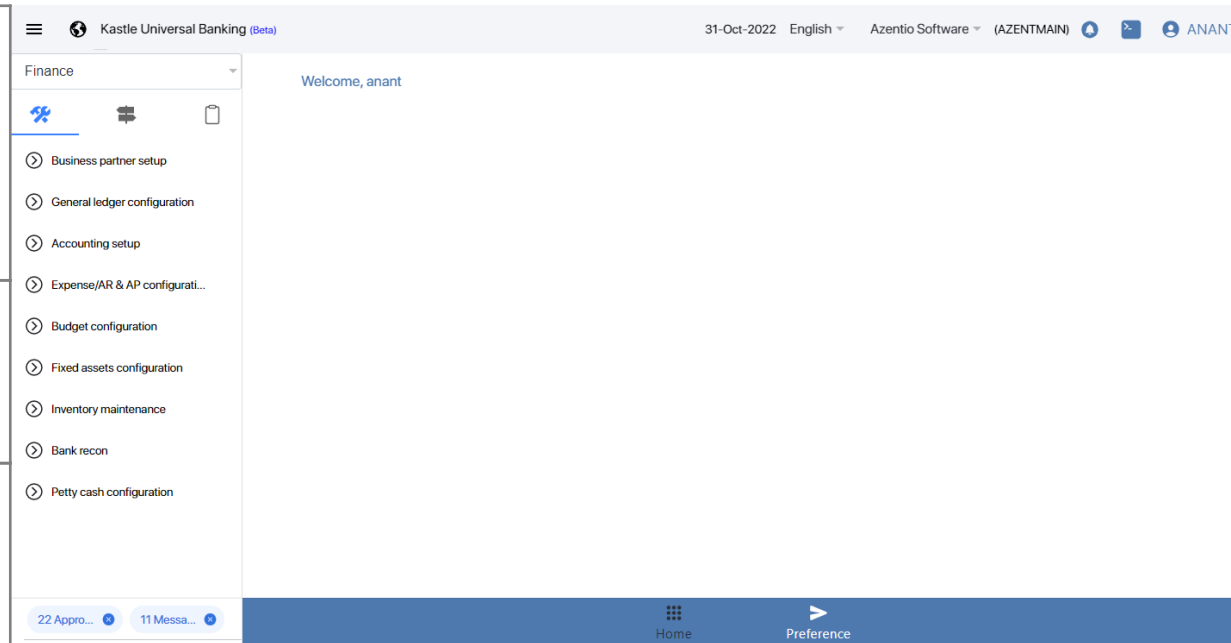 Kastle Universal Banking (Beta) 31-Oct-2022 English Azentio Software (AZENTMAIN) ANANT
Finance
Welcome, anant
Business partner setup
General ledger configuration
Accounting setup
Expense/AR & AP configurati...
Budget configuration
Fixed assets configuration
Inventory maintenance
Bank recon
Petty cash configuration
22 Appro... 11 Messa...
Home Preference